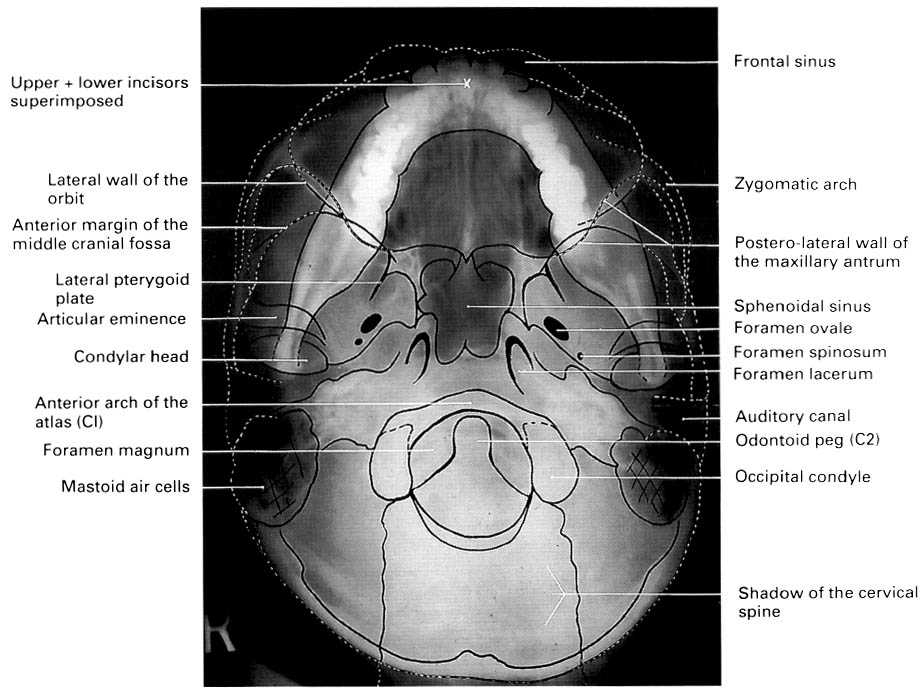 Upper + lower incisors
superimposed
Lateral wall of the
orbit
Anterior margin of the
middle cranial fossa
Lateral pterygoid
plate
Articular eminence
Condylar head
Anterior arch of the
atlas (CI)
Foramen magnum
Mastoid air cells
Frontal sinus
Zygomatic arch
Postero-lateral wall of
the maxillary antrum
Sphenoidal sinus
Foramen ovale
Foramen spinosum
Foramen lacerum
Auditory canal
Odontoid peg (C2)
Occipital condyle
Shadow of the cervical
spine
x
R